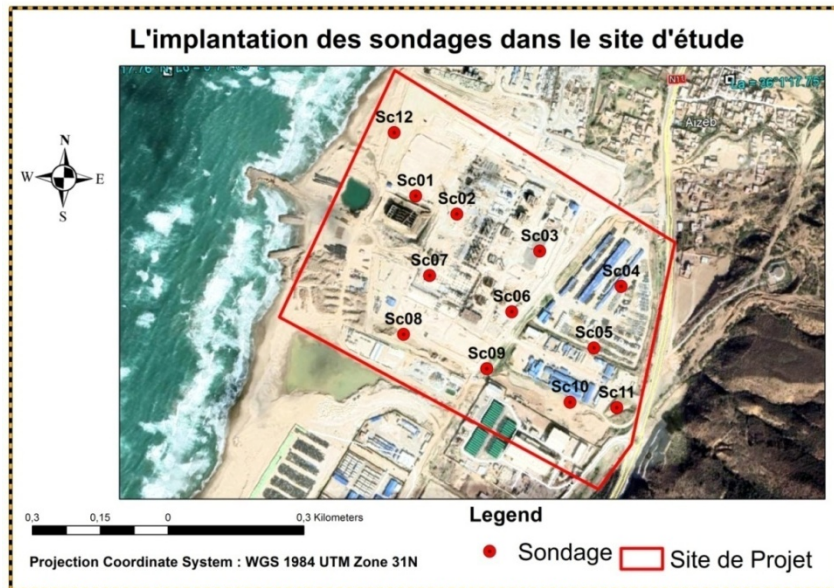 L'implantation des sondages dans le site d'étude
N16
Aizeb
N
W E
S
Sc12
Sc01
Sc02
Sc03
Sc04
Sc07
Sc06
Sc08
Sc05
Sc09
Sc10
Sc11
0,3 0,15 0 0,3 Kilometers
Legend
Projection Coordinate System : WGS 1984 UTM Zone 31N
Sondage Site de Projet